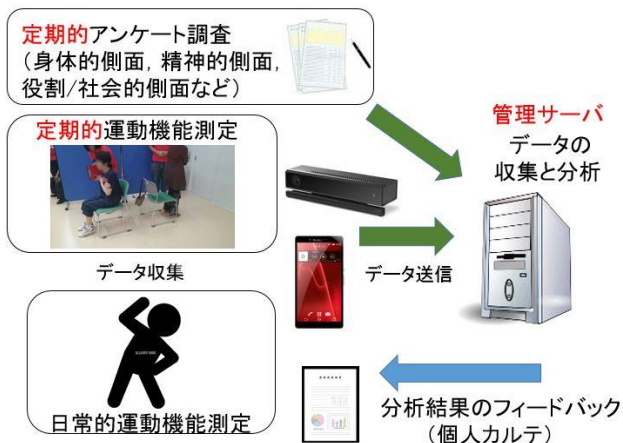 定期的アンケート調査
（身体的側面，精神的側面，
役割/社会的側面など）
定期的運動機能測定
管理サーバ
データの
収集と分析
データ収集
データ送信
日常的運動機能測定
分析結果のフィードバック
（個人カルテ）